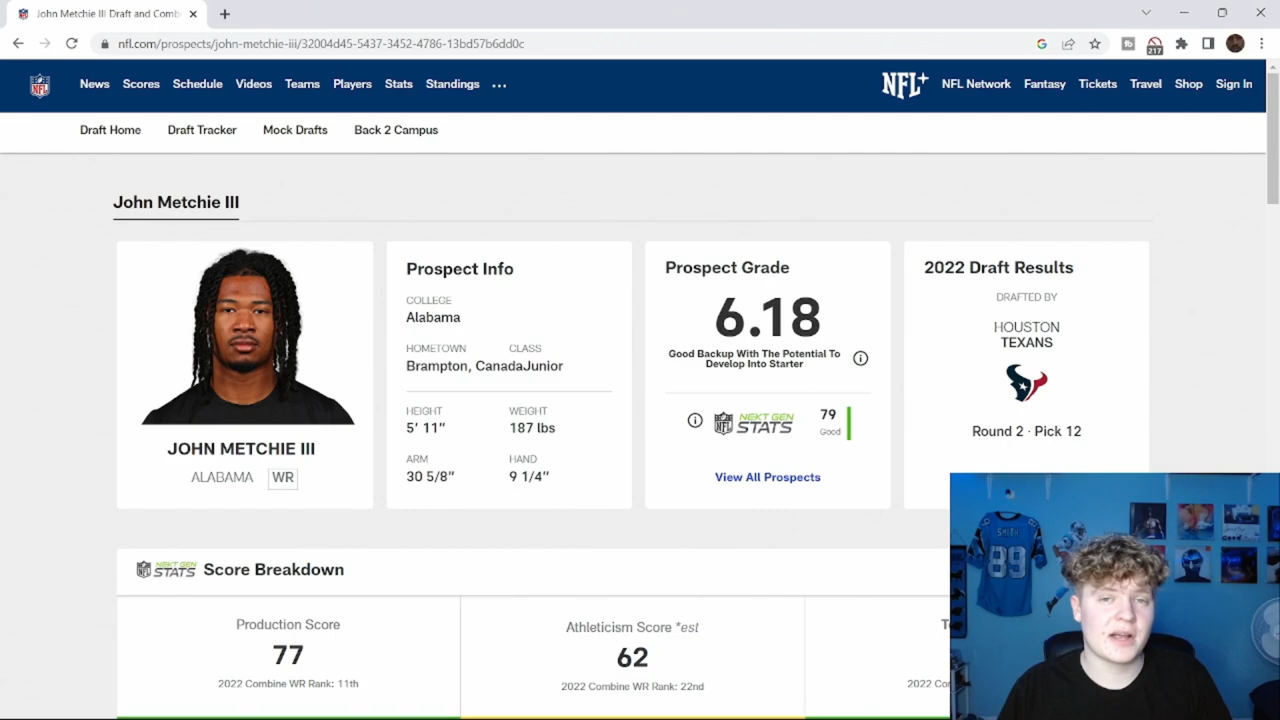 John Metchie III Draft and Comb
nfl.com/prospects/john-metchie-iii/32004d45-5437-3452-4786-13bd57b6dd0c
217
NFL
News Scores Schedule Videos Teams Players Stats Standings ...
NFL+ NFL Network Fantasy Tickets Travel Shop Sign In
Draft Home Draft Tracker Mock Drafts Back 2 Campus
John Metchie III
JOHN METCHIE III
ALABAMA WR
Prospect Info
COLLEGE
Alabama
HOMETOWN CLASS
Brampton, CanadaJunior
HEIGHT WEIGHT
5' 11" 187 lbs
ARM HAND
30 5/8" 9 1/4"
Prospect Grade
6.18
Good Backup With The Potential To
Develop Into Starter
NFL NEXT GEN STATS 79
Good
View All Prospects
2022 Draft Results
DRAFTED BY
HOUSTON
TEXANS
Round 2 · Pick 12
NFL NEXT GEN STATS Score Breakdown
Production Score
77
2022 Combine WR Rank: 11th
Athleticism Score *est
62
2022 Combine WR Rank: 22nd
SMITH
89